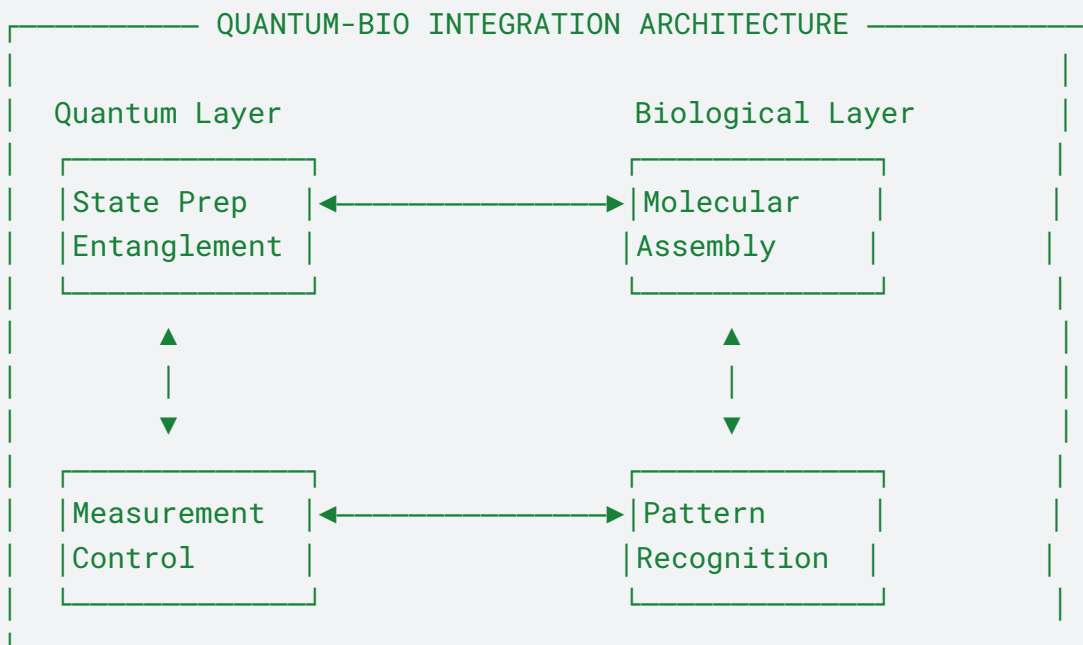 QUANTUM-BIO INTEGRATION ARCHITECTURE
Quantum Layer Biological Layer
State Prep Molecular
Entanglement Assembly
Measurement Pattern
Control Recognition